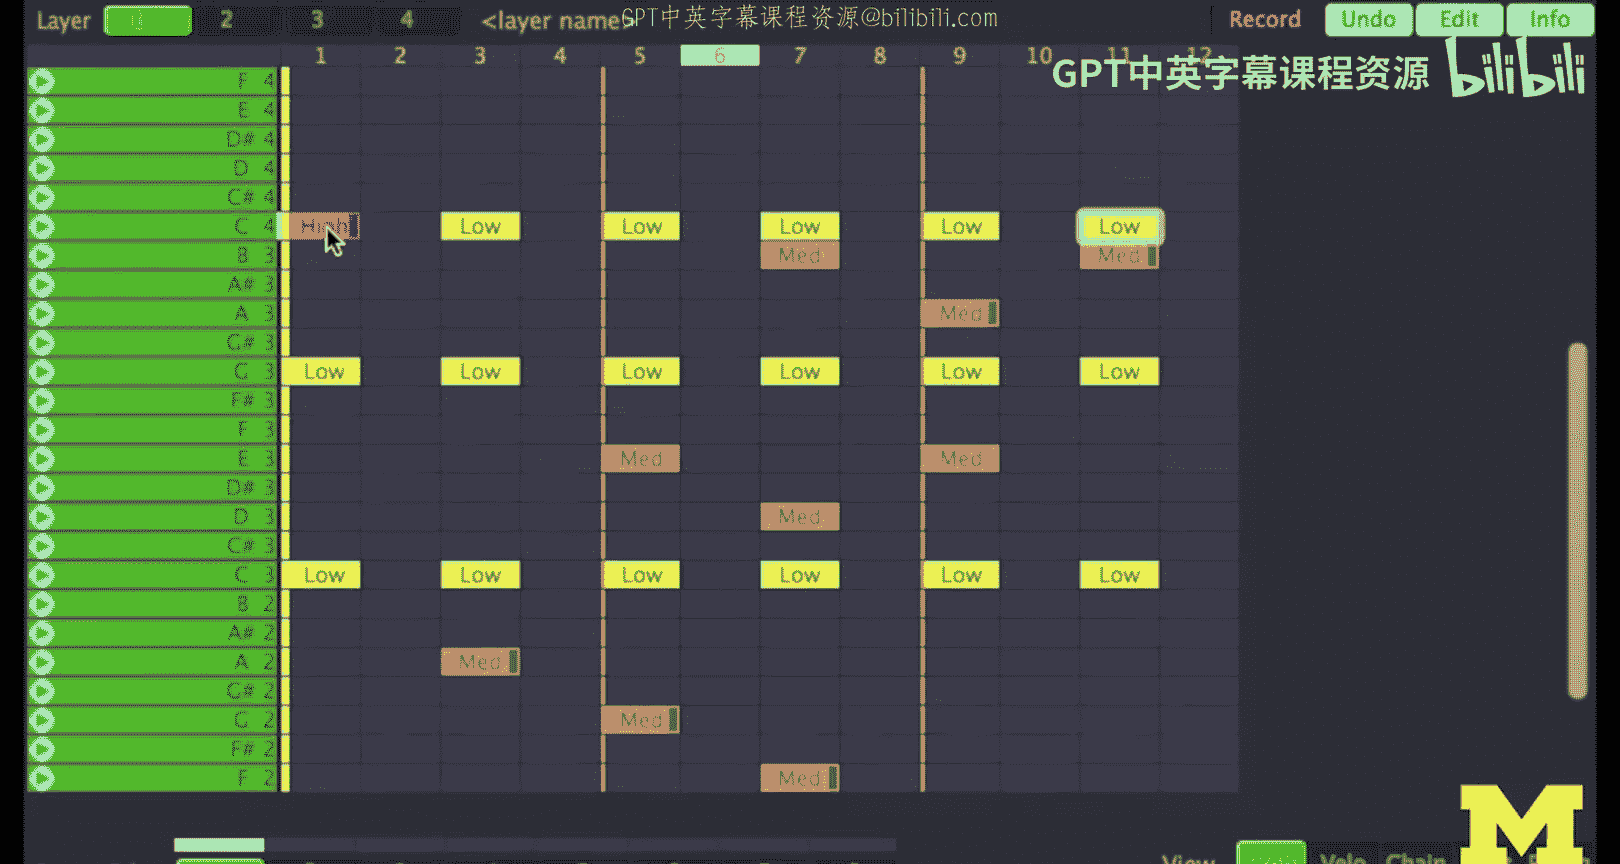 Layer 2 3 4 <layer name> GPT中英字幕课程资源@bilibili.com Record Undo Edit Info
1 2 3 4 5 6 7 8 9 10 11 12
GPT中英字幕课程资源 bilibili
F 4
E 4
D# 4
D 4
C# 4
C 4 High Low Low Low Low Low
B 3 Med Med
A# 3
A 3 Med
G# 3
G 3 Low Low Low Low Low Low
F# 3
F 3
E 3 Med Med
D# 3
D 3 Med
C# 3
C 3 Low Low Low Low Low Low
B 2
A# 2
A 2 Med
G# 2
G 2 Med
F# 2
F 2 Med
M
View Velo Chain